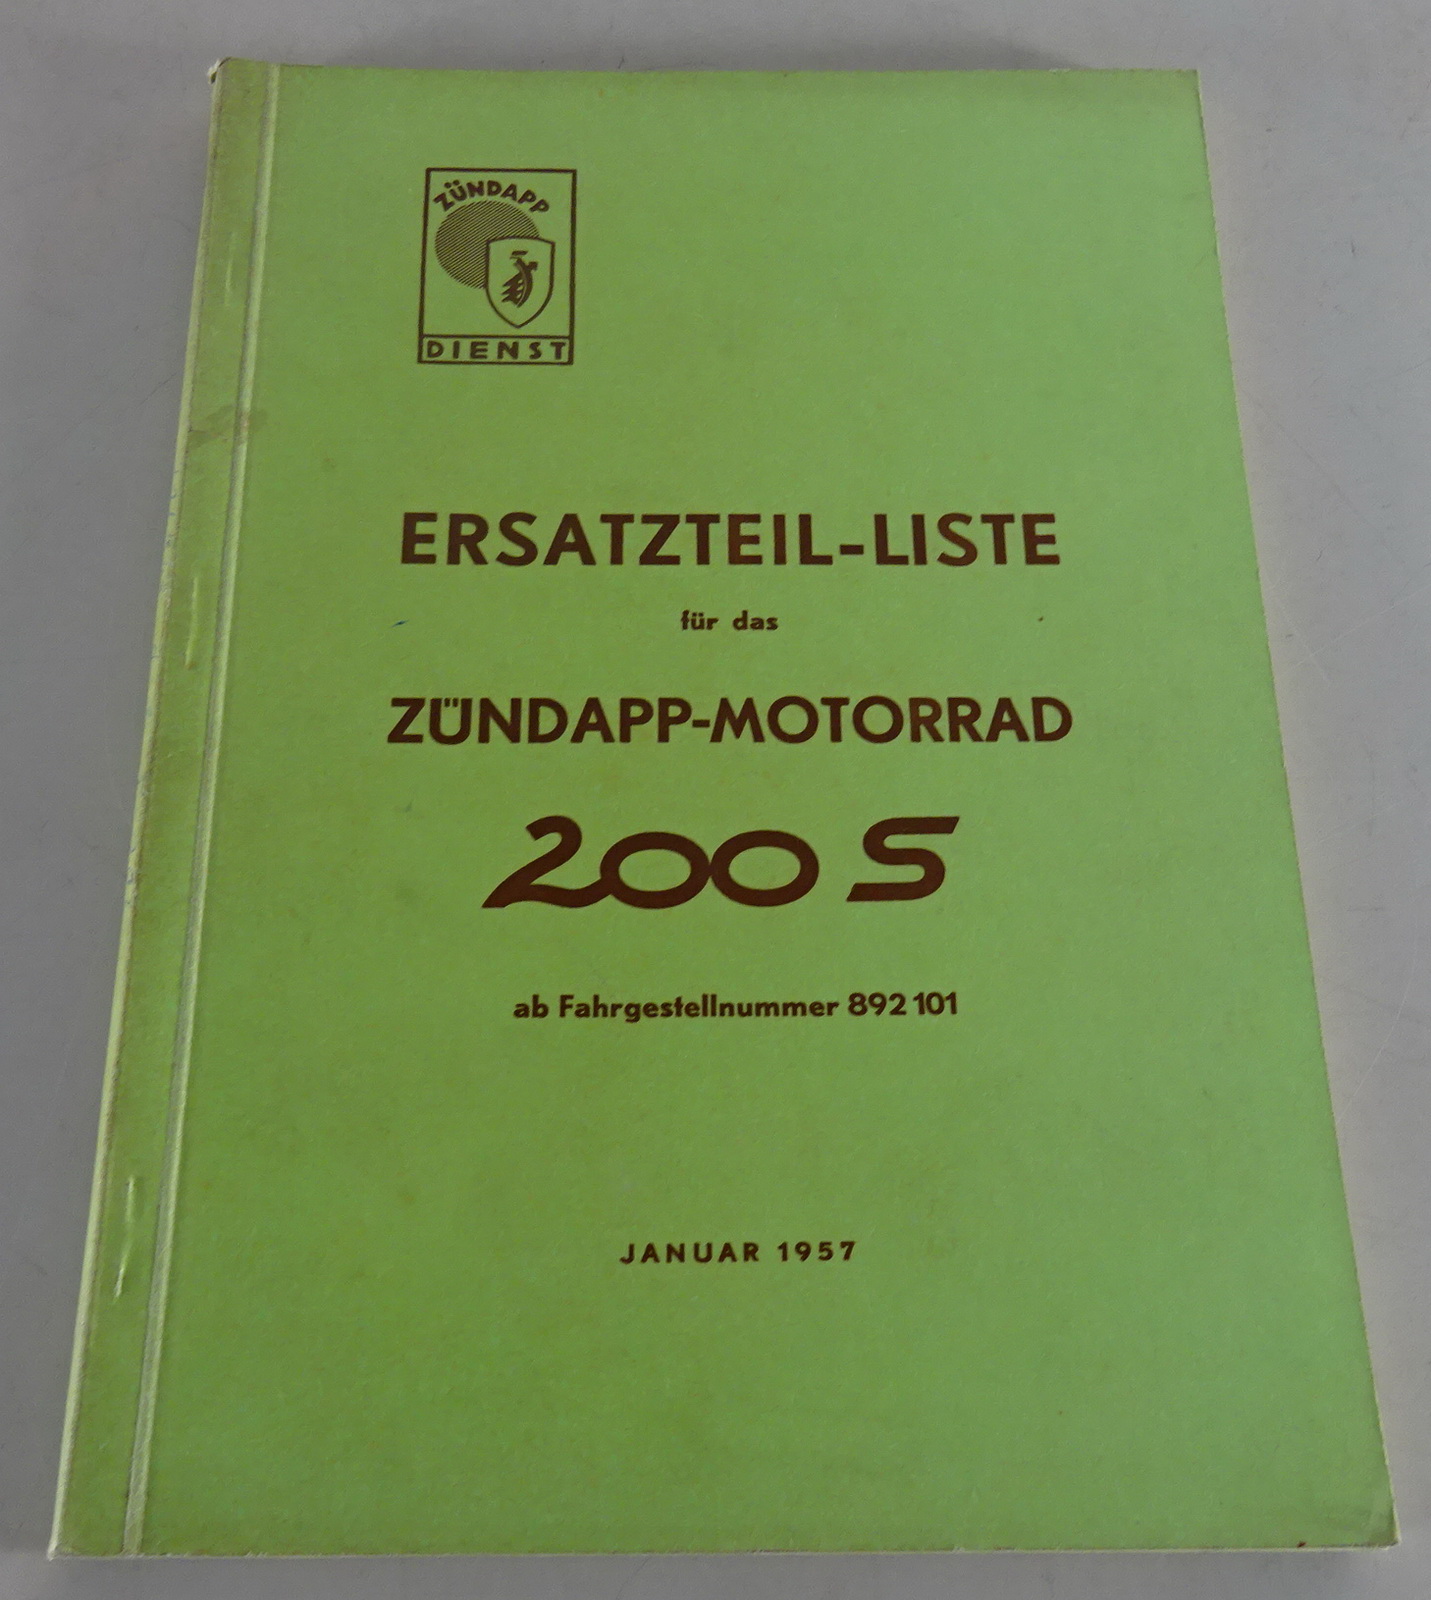 ZÜNDAPP
DIENST
ERSATZTEIL-LISTE
für das
ZÜNDAPP-MOTORRAD
200 S
ab Fahrgestellnummer 892 101
JANUAR 1957